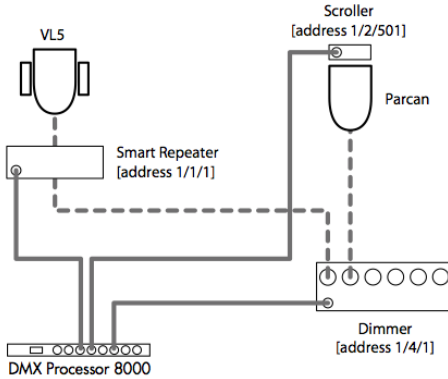 Scroller
[address 1/2/501]
VL5
Parcan
Smart Repeater
[address 1/1/1]
Dimmer
[address 1/4/1]
DMX Processor 8000